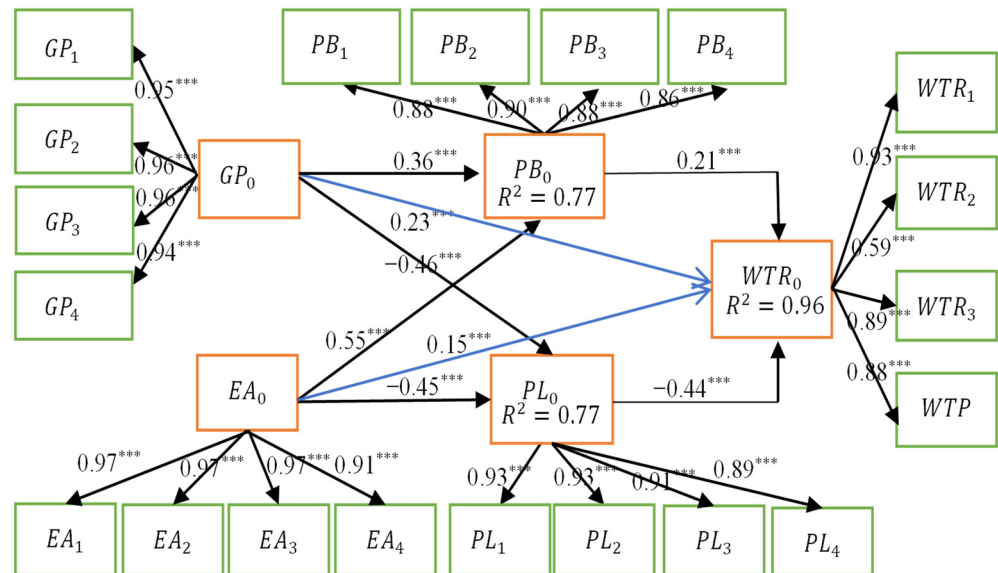 GP₁
PB₁
PB₂
PB₃
PB₄
WTR₁
0.95***
0.88***
0.90***
0.88***
0.86***
GP₂
0.96***
GP₀
0.36***
PB₀
R² = 0.77
0.21***
0.93***
WTR₂
GP₃
0.96***
0.23***
0.59***
0.94***
−0.46***
WTR₀
R² = 0.96
GP₄
WTR₃
0.89***
0.55***
0.15***
0.88***
EA₀
−0.45***
PL₀
R² = 0.77
−0.44***
WTP
0.97***
0.97***
0.97***
0.91***
0.93***
0.93***
0.91***
0.89***
EA₁
EA₂
EA₃
EA₄
PL₁
PL₂
PL₃
PL₄